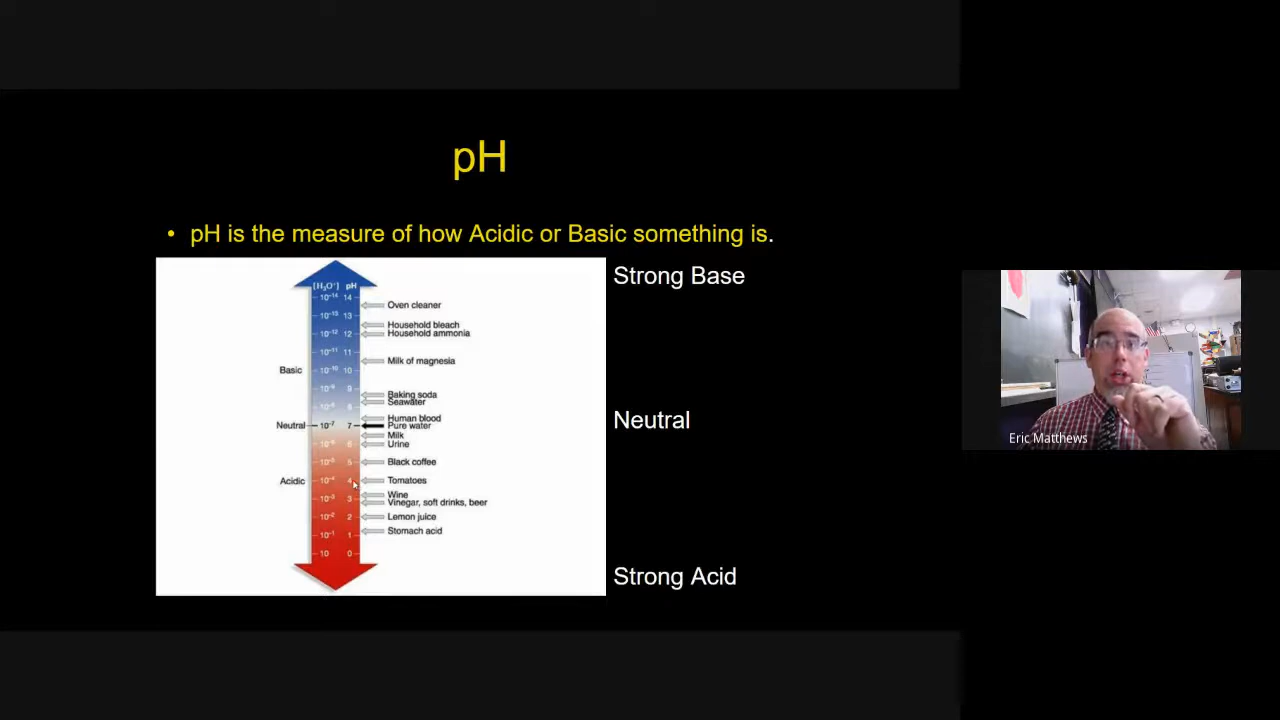 pH
• pH is the measure of how Acidic or Basic something is.
Strong Base
[H₃O⁺] pH
10⁻¹⁴ 14
Oven cleaner
10⁻¹³ 13
Household bleach
10⁻¹² 12
Household ammonia
10⁻¹¹ 11
Milk of magnesia
Basic
10⁻¹⁰ 10
10⁻⁹ 9
Baking soda
Seawater
10⁻⁸ 8
Human blood
Neutral 10⁻⁷ 7 Pure water
Neutral
Milk
10⁻⁶ 6 Urine
10⁻⁵ 5 Black coffee
Acidic 10⁻⁴ 4 Tomatoes
Wine
10⁻³ 3
Vinegar, soft drinks, beer
10⁻² 2 Lemon juice
10⁻¹ 1 Stomach acid
10 0
Strong Acid
Eric Matthews